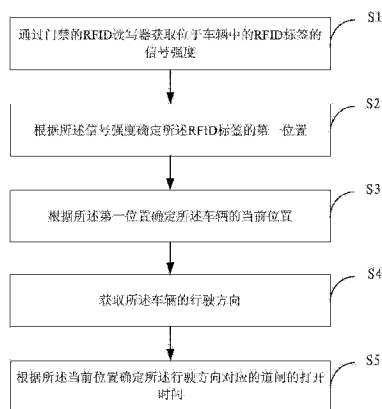 S1
通过门禁的RFID读写器获取位于车辆中的RFID标签的
信号强度
S2
根据所述信号强度确定所述RFID标签的第一位置
S3
根据所述第一位置确定所述车辆的当前位置
S4
获取所述车辆的行驶方向
S5
根据所述当前位置确定所述行驶方向对应的道闸的打开
时间